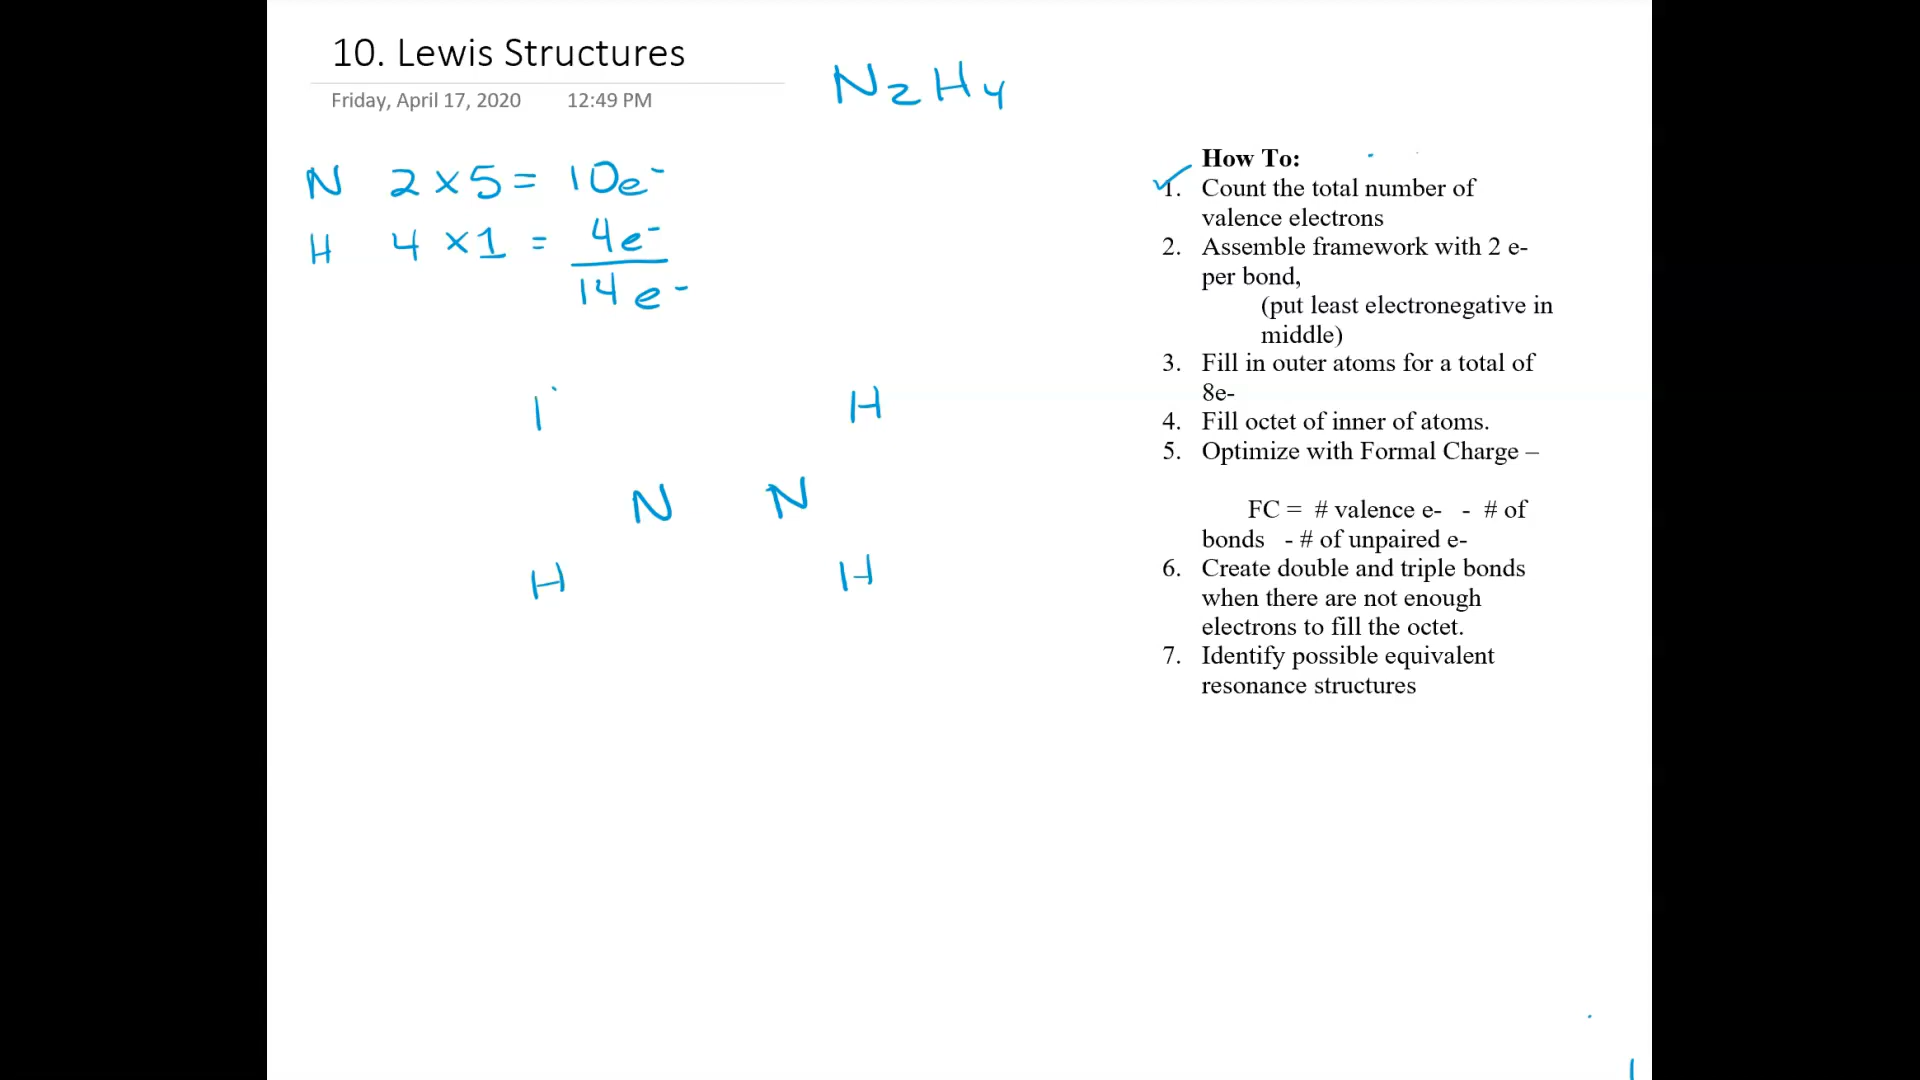 10. Lewis Structures
Friday, April 17, 2020 12:49 PM
N₂H₄
N 2 x 5 = 10e⁻
H 4 x 1 = 4e⁻
14e⁻
H
N N
H H
How To:
1. Count the total number of
valence electrons
2. Assemble framework with 2 e-
per bond,
(put least electronegative in
middle)
3. Fill in outer atoms for a total of
8e-
4. Fill octet of inner of atoms.
5. Optimize with Formal Charge –
FC = # valence e- - # of
bonds - # of unpaired e-
6. Create double and triple bonds
when there are not enough
electrons to fill the octet.
7. Identify possible equivalent
resonance structures